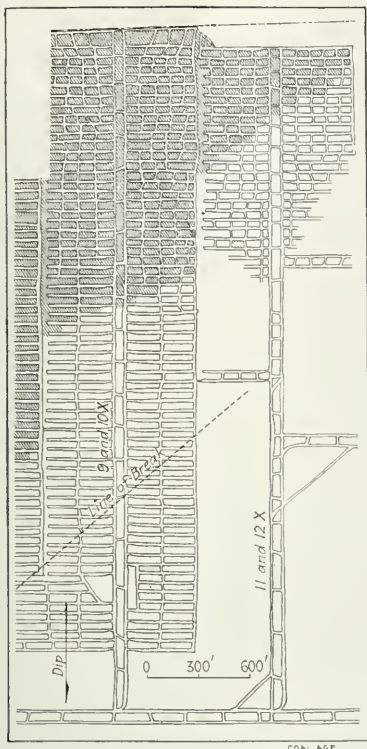 9 and 10X
Line of Break
11 and 12 X
Dip
0 300' 600'
COAL AGE